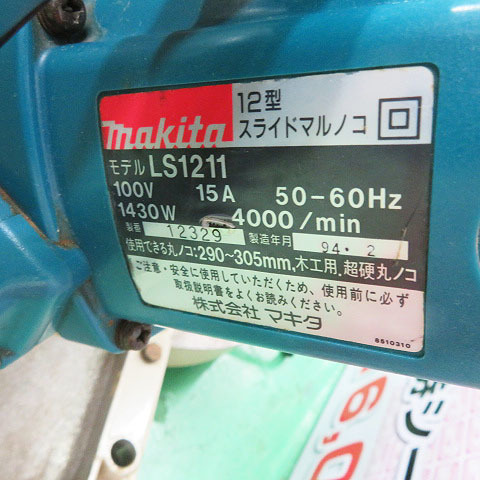 makita
12型
スライドマルノコ
モデル LS1211
100V 15A 50-60Hz
1430W 4000/min
製番 12329 製造年月 94・2
使用できる丸ノコ:290~305mm,木工用,超硬丸ノコ
ご注意・安全に使用していただくため、使用前に必ず
取扱説明書をよくお読みください。
株式会社 マキタ
8510310